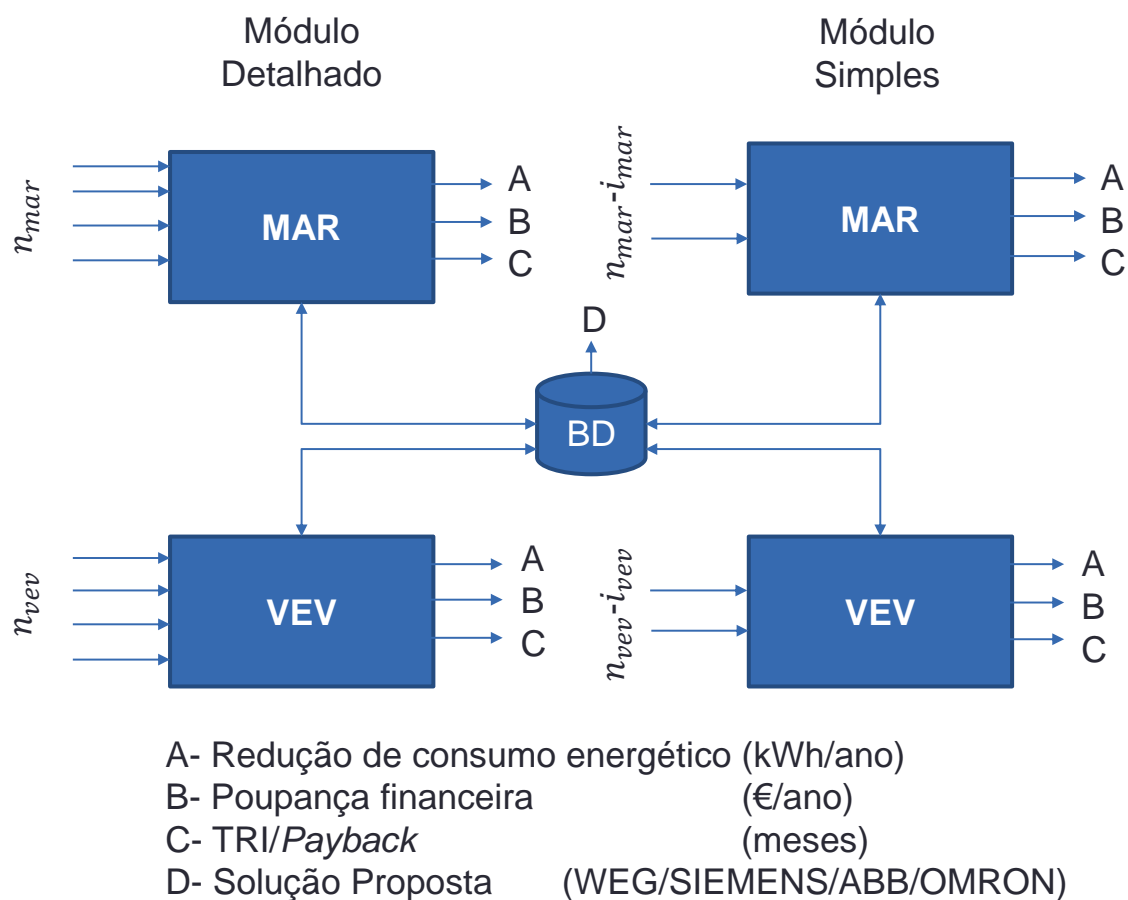 Módulo
Detalhado
Módulo
Simples
n_mar
MAR
A
B
C
n_mar-i_mar
MAR
A
B
C
D
BD
n_vev
VEV
A
B
C
n_vev-i_vev
VEV
A
B
C
A- Redução de consumo energético (kWh/ano)
B- Poupança financeira (€/ano)
C- TRI/Payback (meses)
D- Solução Proposta (WEG/SIEMENS/ABB/OMRON)